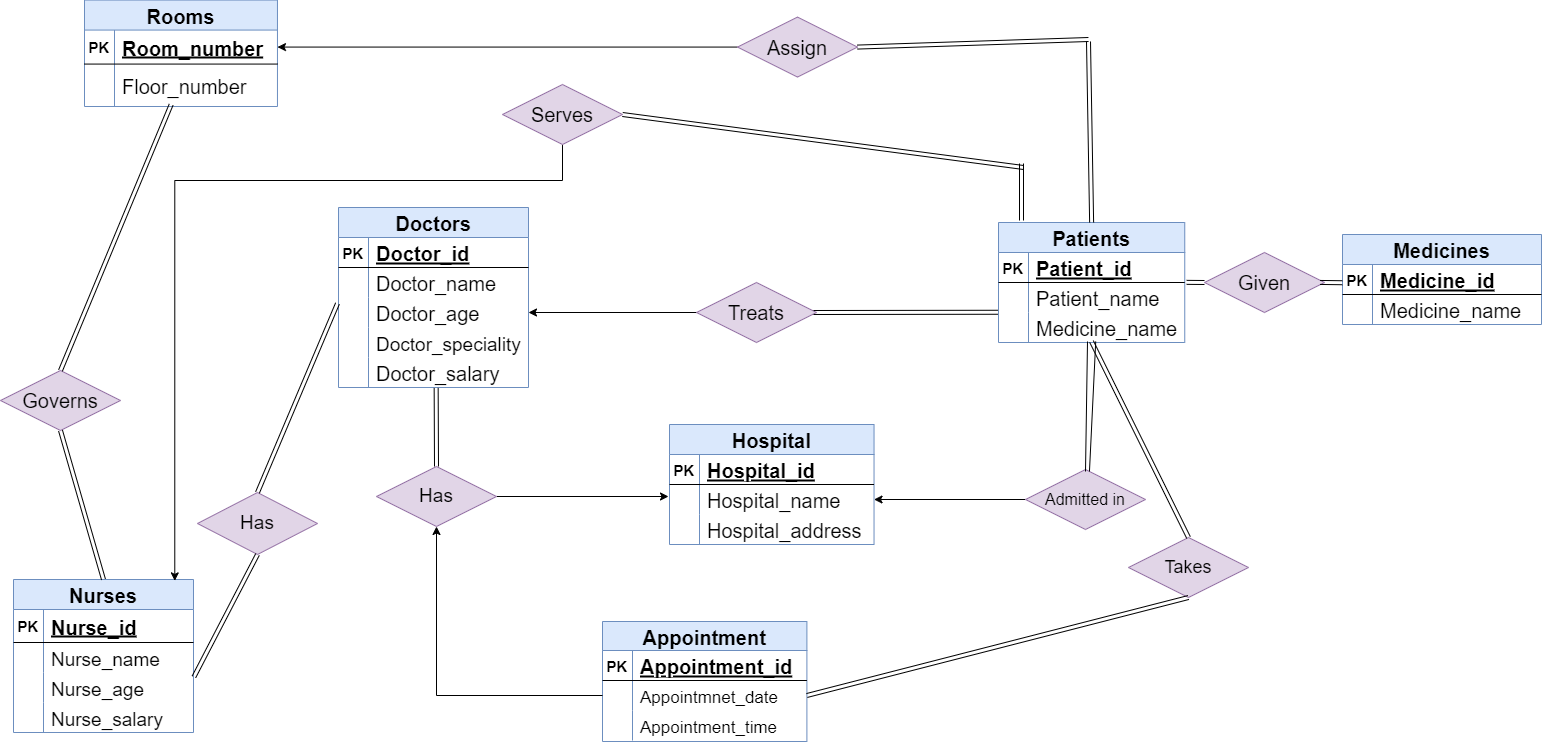 Rooms
PK Room_number
Floor_number
Assign
Serves
Doctors
PK Doctor_id
Doctor_name
Doctor_age
Doctor_speciality
Doctor_salary
Treats
Patients
PK Patient_id
Patient_name
Medicine_name
Given
Medicines
PK Medicine_id
Medicine_name
Governs
Has
Has
Hospital
PK Hospital_id
Hospital_name
Hospital_address
Admitted in
Takes
Nurses
PK Nurse_id
Nurse_name
Nurse_age
Nurse_salary
Appointment
PK Appointment_id
Appointmnet_date
Appointment_time